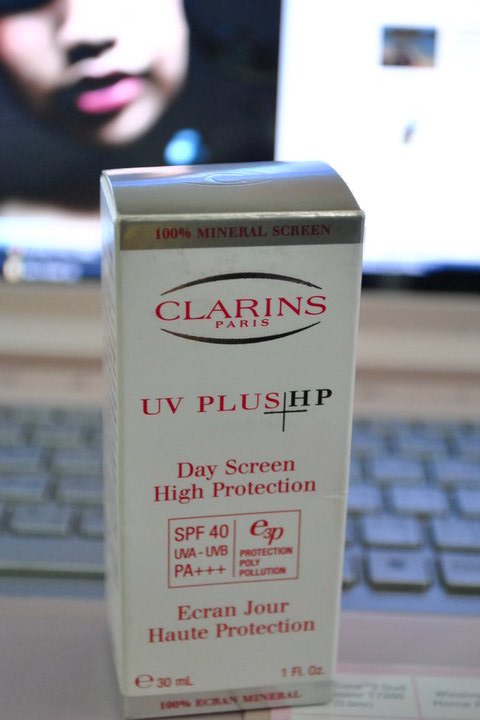 100% MINERAL SCREEN
CLARINS
PARIS
UV PLUS+HP
Day Screen
High Protection
SPF 40
UVA - UVB
PA+++
e3p
PROTECTION
POLY
POLLUTION
Ecran Jour
Haute Protection
e 30 mL
1 Fl. Oz.
100% ECRAN MINERAL